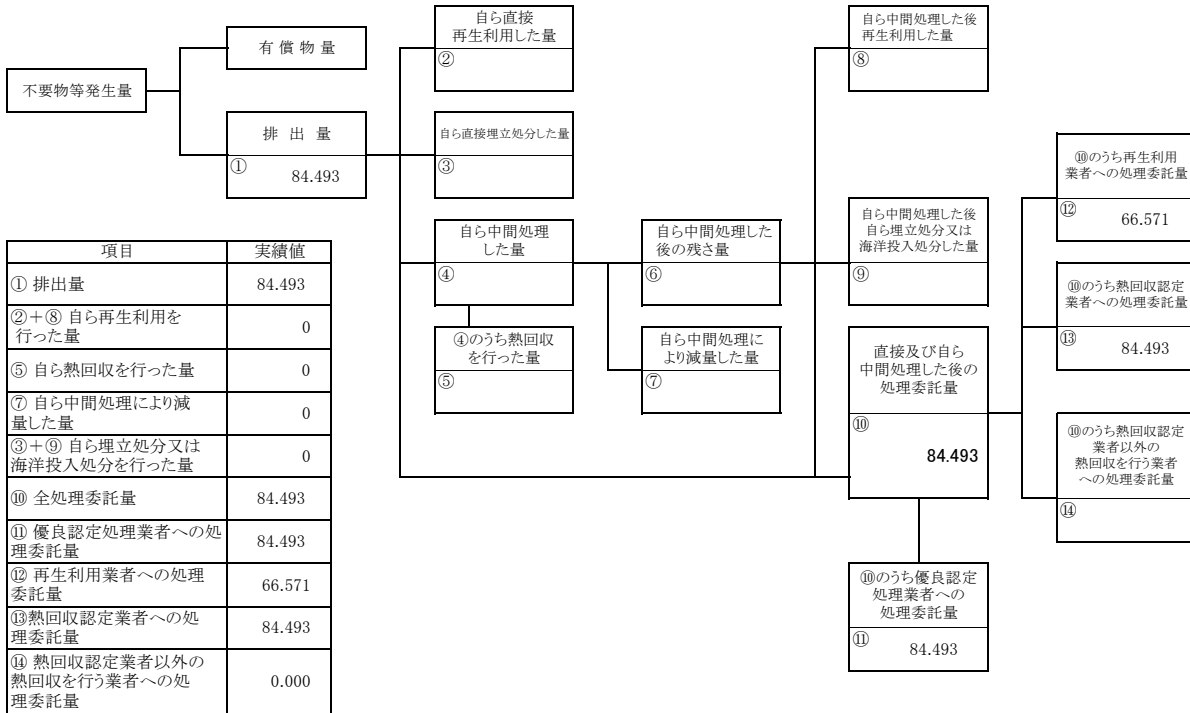 不要物等発生量
有 償 物 量
排 出 量
①
84.493
自ら直接
再生利用した量
②
自ら直接埋立処分した量
③
自ら中間処理
した量
④
④のうち熱回収
を行った量
⑤
自ら中間処理した
後の残さ量
⑥
自ら中間処理に
より減量した量
⑦
自ら中間処理した後
再生利用した量
⑧
自ら中間処理した後
自ら埋立処分又は
海洋投入処分した量
⑨
直接及び自ら
中間処理した後の
処理委託量
⑩
84.493
⑩のうち優良認定
処理業者への
処理委託量
⑪
84.493
⑩のうち再生利用
業者への処理委託量
⑫
66.571
⑩のうち熱回収認定
業者への処理委託量
⑬
84.493
⑩のうち熱回収認定
業者以外の
熱回収を行う業者
への処理委託量
⑭
項目 実績値
① 排出量 84.493
②+⑧ 自ら再生利用を
行った量 0
⑤ 自ら熱回収を行った量 0
⑦ 自ら中間処理により減
量した量 0
③+⑨ 自ら埋立処分又は
海洋投入処分を行った量 0
⑩ 全処理委託量 84.493
⑪ 優良認定処理業者への処
理委託量 84.493
⑫ 再生利用業者への処理
委託量 66.571
⑬熱回収認定業者への処
理委託量 84.493
⑭ 熱回収認定業者以外の
熱回収を行う業者への処
理委託量 0.000